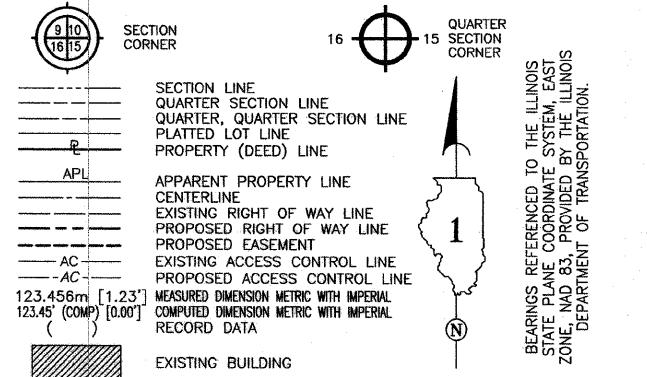 9 10
16 15
SECTION
CORNER
16
15
QUARTER
SECTION
CORNER
SECTION LINE
QUARTER SECTION LINE
QUARTER, QUARTER SECTION LINE
PLATTED LOT LINE
PL PROPERTY (DEED) LINE
APL
APPARENT PROPERTY LINE
CENTERLINE
EXISTING RIGHT OF WAY LINE
PROPOSED RIGHT OF WAY LINE
PROPOSED EASEMENT
AC EXISTING ACCESS CONTROL LINE
AC PROPOSED ACCESS CONTROL LINE
123.456m [1.23'] MEASURED DIMENSION METRIC WITH IMPERIAL
123.45' (COMP) [0.00'] COMPUTED DIMENSION METRIC WITH IMPERIAL
( ) RECORD DATA
EXISTING BUILDING
1
N
BEARINGS REFERENCED TO THE ILLINOIS
STATE PLANE COORDINATE SYSTEM, EAST
ZONE, NAD 83, PROVIDED BY THE ILLINOIS
DEPARTMENT OF TRANSPORTATION.